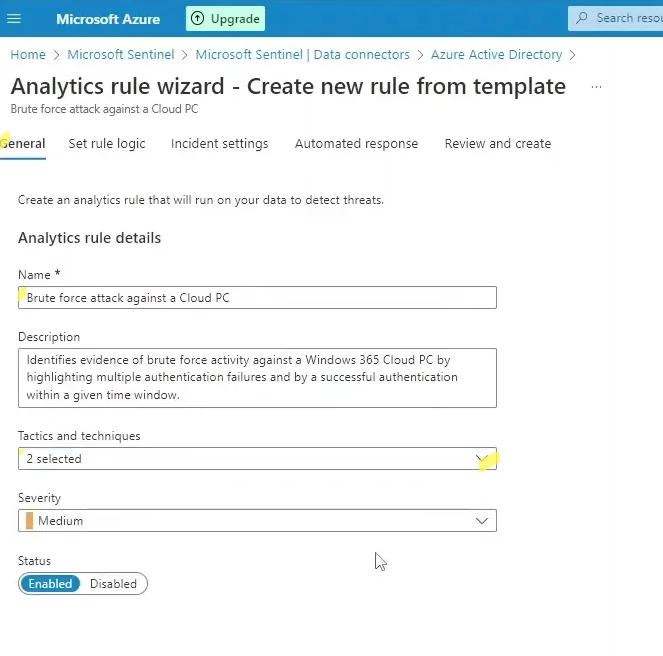 Microsoft Azure
Upgrade
Search resou
Home > Microsoft Sentinel > Microsoft Sentinel | Data connectors > Azure Active Directory >
Analytics rule wizard - Create new rule from template ...
Brute force attack against a Cloud PC
General Set rule logic Incident settings Automated response Review and create
Create an analytics rule that will run on your data to detect threats.
Analytics rule details
Name *
Brute force attack against a Cloud PC
Description
Identifies evidence of brute force activity against a Windows 365 Cloud PC by
highlighting multiple authentication failures and by a successful authentication
within a given time window.
Tactics and techniques
2 selected
Severity
Medium
Status
Enabled Disabled